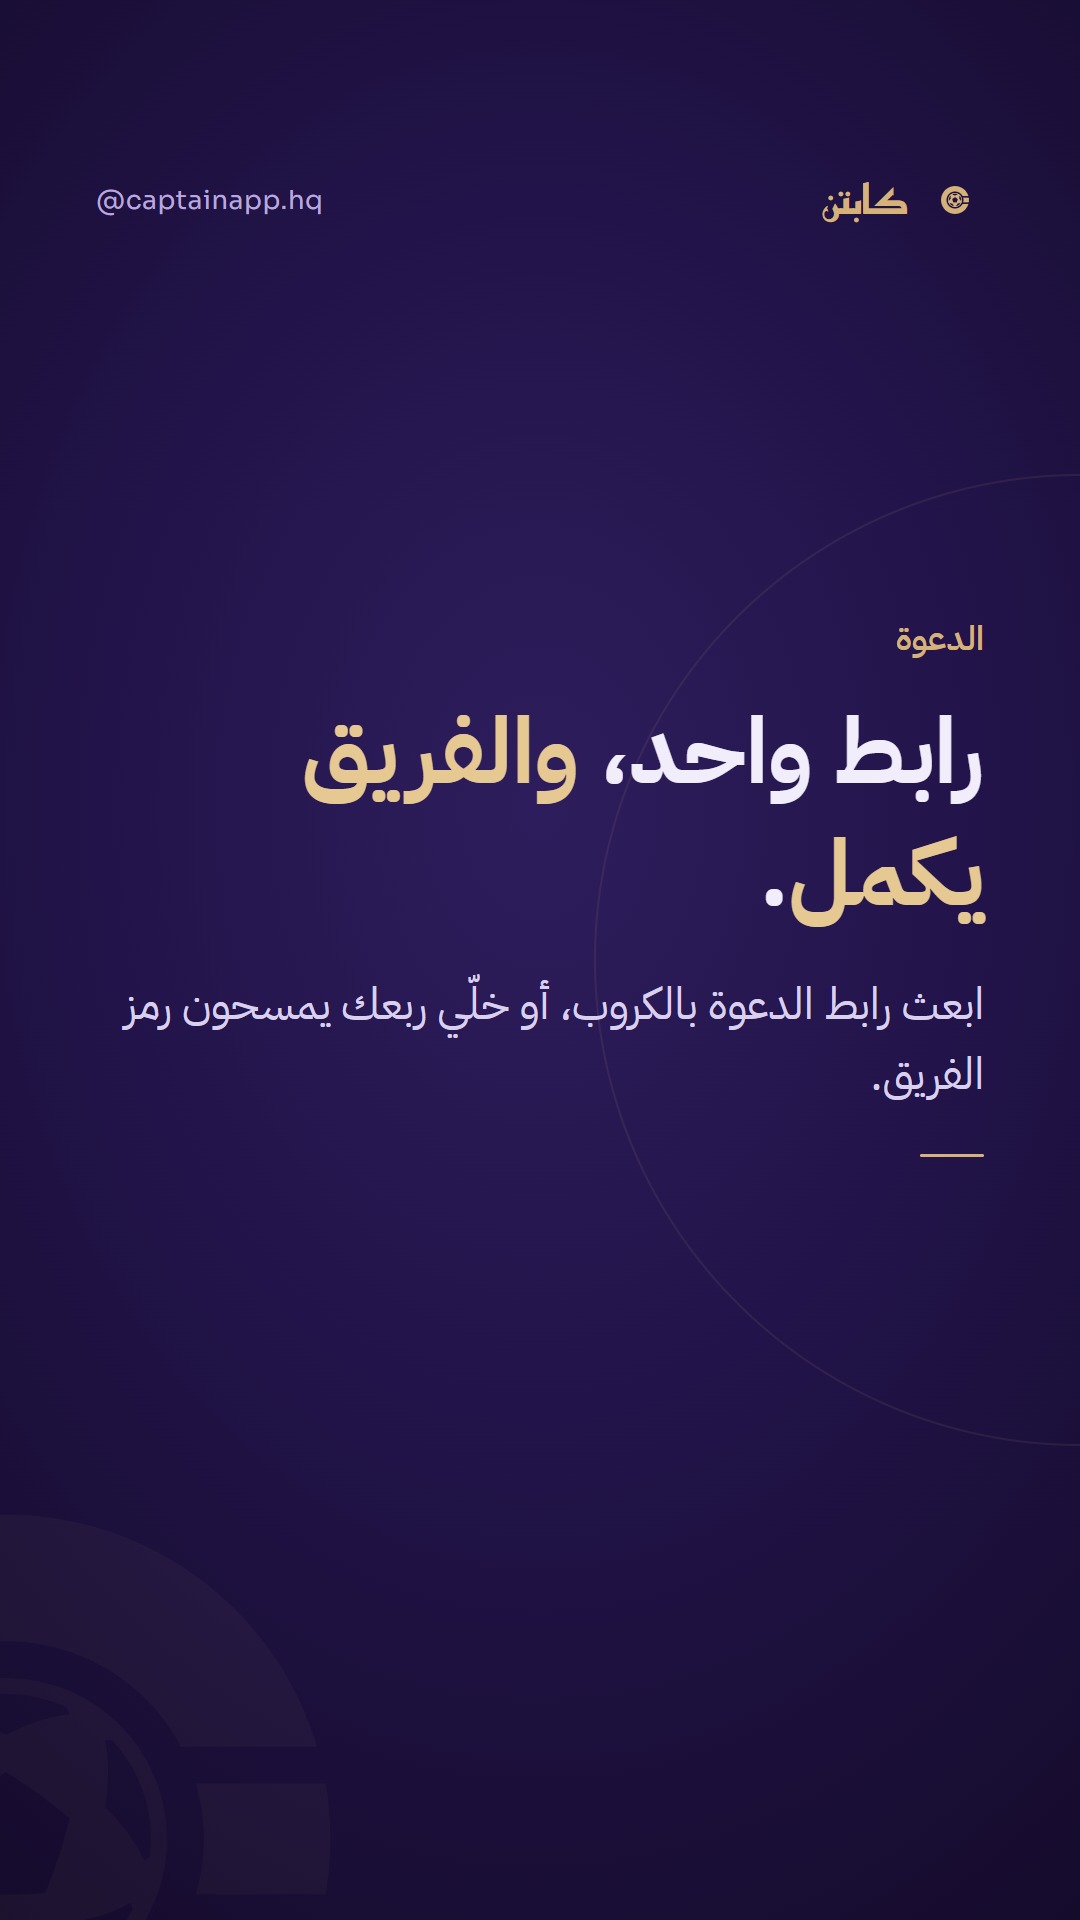 كابتن
@captainapp.hq
الدعوة
رابط واحد، والفريق
يكمل.
ابعث رابط الدعوة بالكروب، أو خلّي ربعك يمسحون رمز
الفريق.